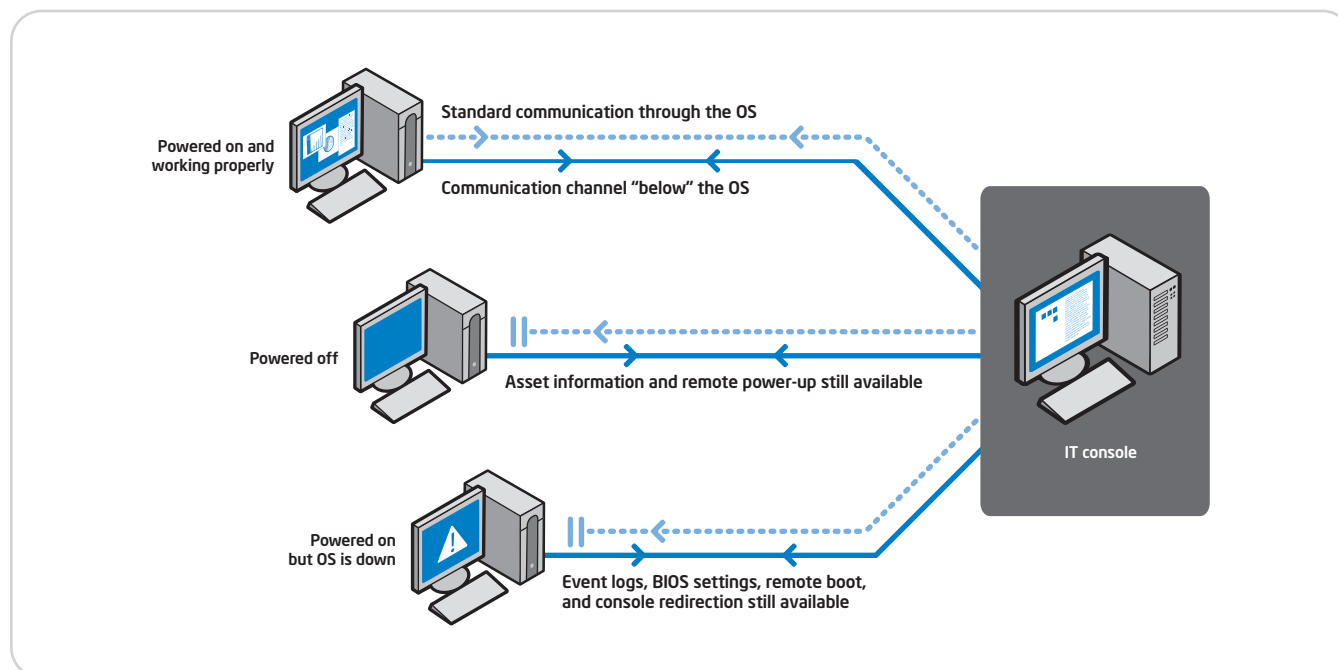 Standard communication through the OS
Powered on and
working properly
Communication channel “below” the OS
Powered off
Asset information and remote power-up still available
IT console
Powered on
but OS is down
Event logs, BIOS settings, remote boot,
and console redirection still available